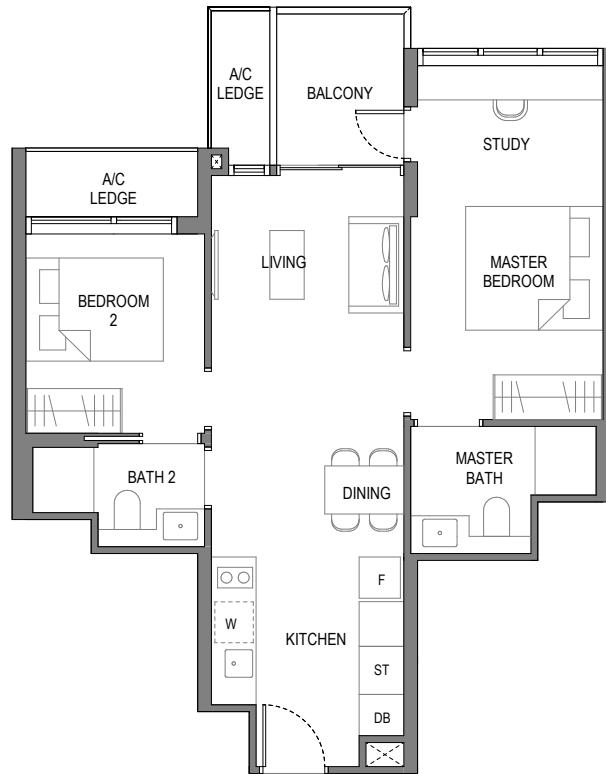 A/C
LEDGE
BALCONY
STUDY
A/C
LEDGE
LIVING
MASTER
BEDROOM
BEDROOM
2
BATH 2
MASTER
BATH
DINING
F
W
KITCHEN
ST
DB